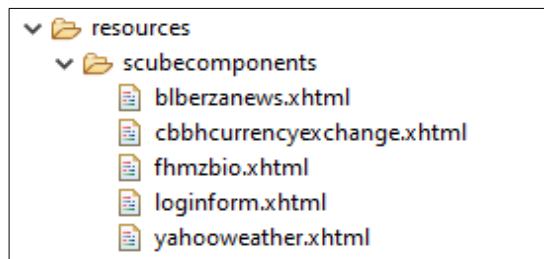 resources
scubecomponents
blberzanews.xhtml
cbbhcurrencyexchange.xhtml
fhmzbio.xhtml
loginform.xhtml
yahooweather.xhtml